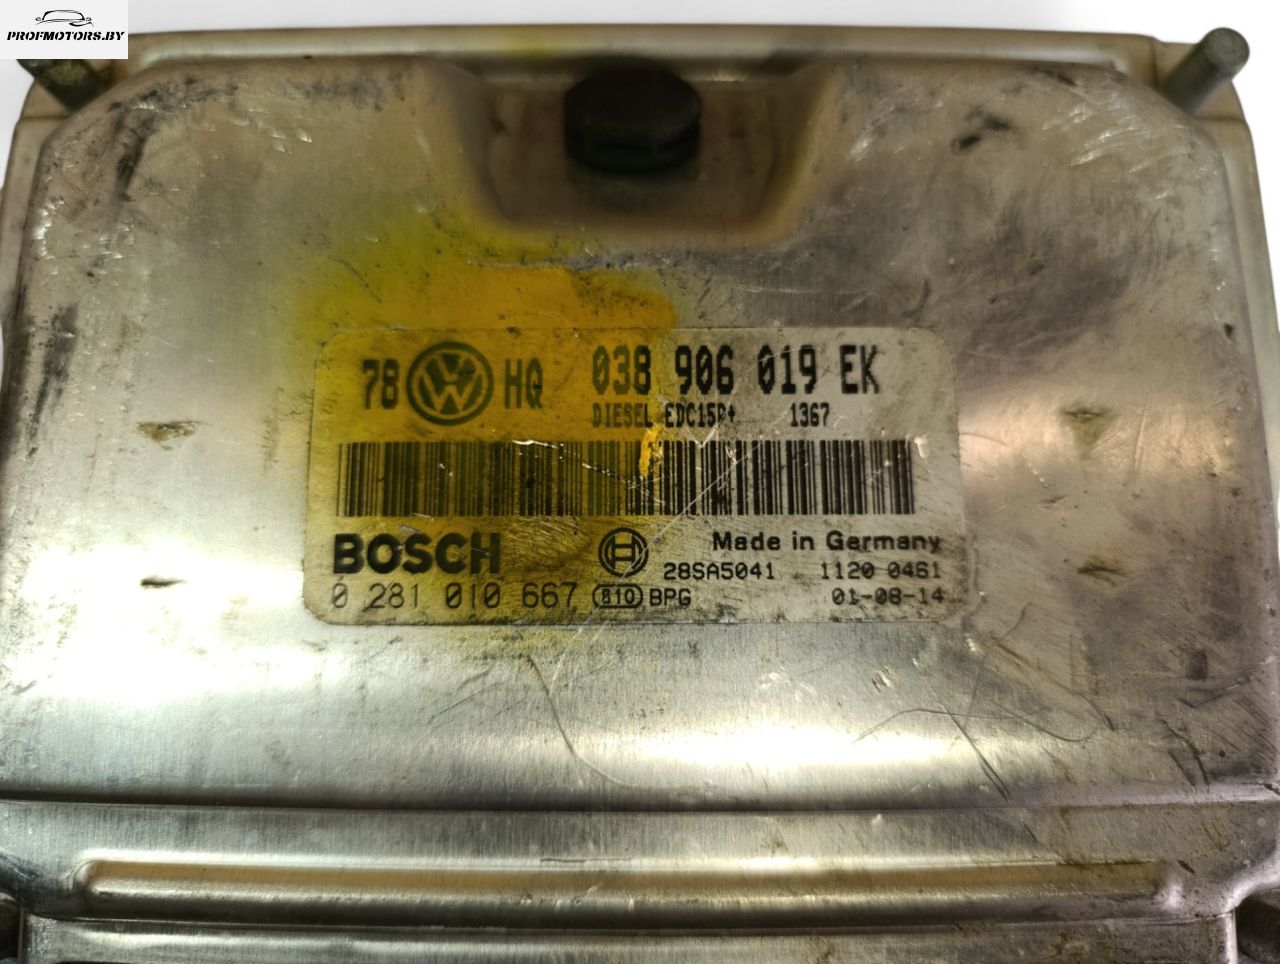 PROFMOTORS.BY
78 VW HQ 038 906 019 EK
DIESEL EDC15P+ 1367
BOSCH Made in Germany
28SA5041 1120 0461
0 281 010 667 810 BPG 01-08-14